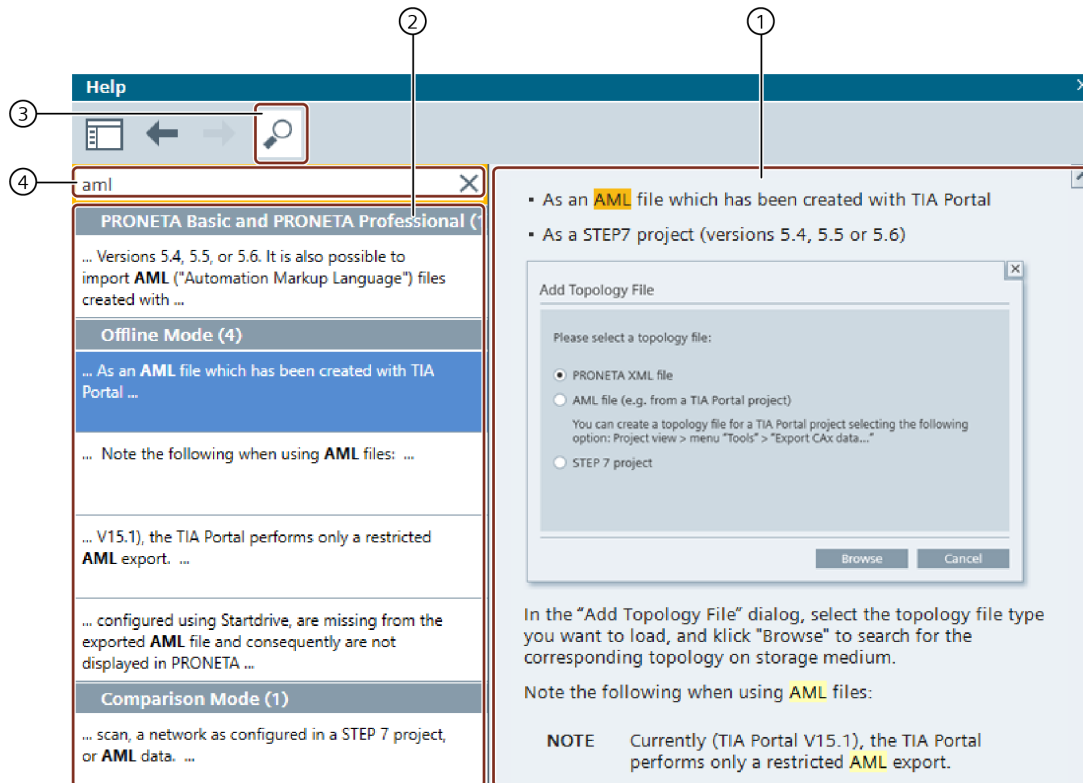 ② ①
Help
③
④
aml
PRONETA Basic and PRONETA Professional (
... Versions 5.4, 5.5, or 5.6. It is also possible to
import AML ("Automation Markup Language") files
created with ...
Offline Mode (4)
... As an AML file which has been created with TIA
Portal ...
... Note the following when using AML files: ...
... V15.1), the TIA Portal performs only a restricted
AML export. ...
... configured using Startdrive, are missing from the
exported AML file and consequently are not
displayed in PRONETA ...
Comparison Mode (1)
... scan, a network as configured in a STEP 7 project,
or AML data. ...
▪ As an AML file which has been created with TIA Portal
▪ As a STEP7 project (versions 5.4, 5.5 or 5.6)
Add Topology File
Please select a topology file:
PRONETA XML file
AML file (e.g. from a TIA Portal project)
You can create a topology file for a TIA Portal project selecting the following
option: Project view > menu "Tools" > "Export CAx data...."
STEP 7 project
Browse Cancel
In the “Add Topology File” dialog, select the topology file type
you want to load, and klick "Browse" to search for the
corresponding topology on storage medium.
Note the following when using AML files:
NOTE Currently (TIA Portal V15.1), the TIA Portal
performs only a restricted AML export.